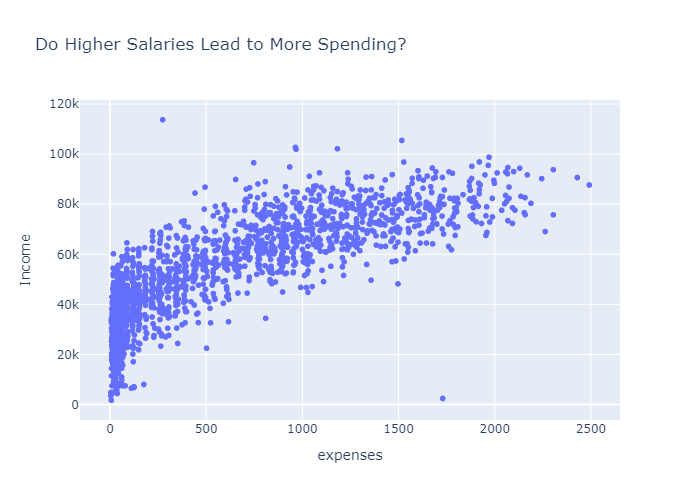 Do Higher Salaries Lead to More Spending?
120k
100k
80k
60k
40k
20k
0
Income
0 500 1000 1500 2000 2500
expenses